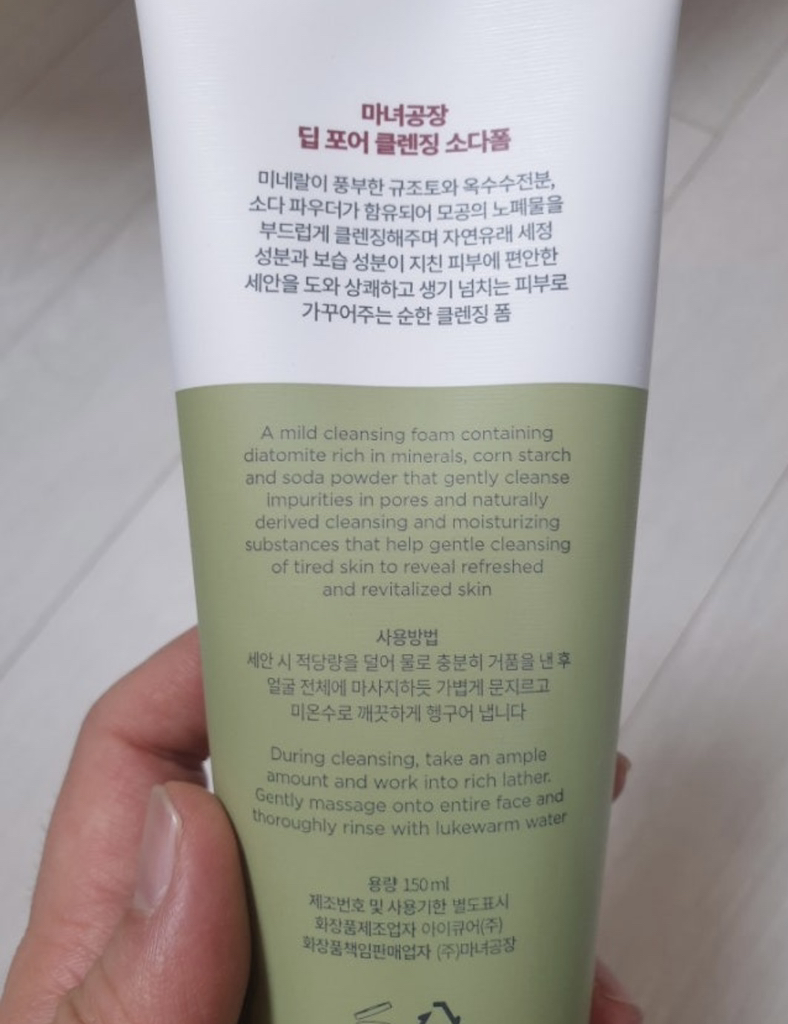 마녀공장
딥 포어 클렌징 소다폼
미네랄이 풍부한 규조토와 옥수수전분,
소다 파우더가 함유되어 모공의 노폐물을
부드럽게 클렌징해주며 자연유래 세정
성분과 보습 성분이 지친 피부에 편안한
세안을 도와 상쾌하고 생기 넘치는 피부로
가꾸어주는 순한 클렌징 폼
A mild cleansing foam containing
diatomite rich in minerals, corn starch
and soda powder that gently cleanse
impurities in pores and naturally
derived cleansing and moisturizing
substances that help gentle cleansing
of tired skin to reveal refreshed
and revitalized skin
사용방법
세안 시 적당량을 덜어 물로 충분히 거품을 낸 후
얼굴 전체에 마사지하듯 가볍게 문지르고
미온수로 깨끗하게 헹구어 냅니다
During cleansing, take an ample
amount and work into rich lather.
Gently massage onto entire face and
thoroughly rinse with lukewarm water
용량 150ml
제조번호 및 사용기한 별도표시
화장품제조업자 아이큐어(주)
화장품책임판매업자 (주)마녀공장